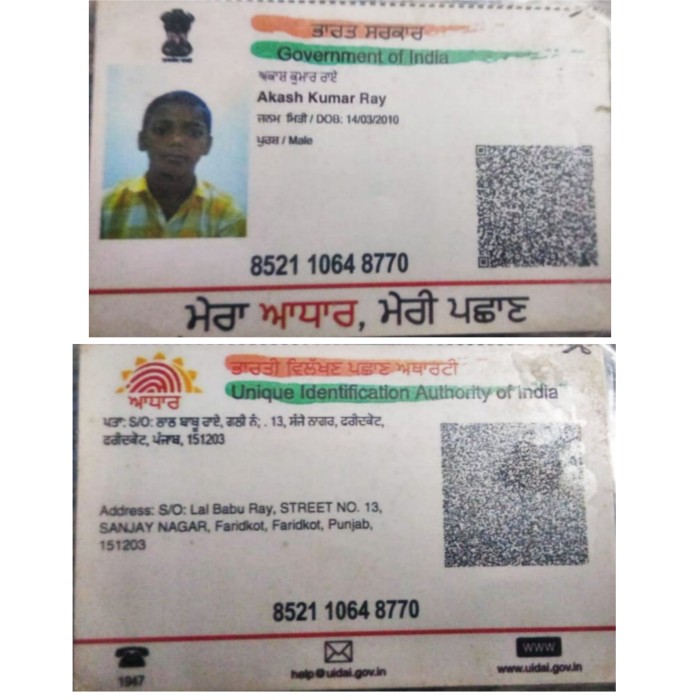 ਭਾਰਤ ਸਰਕਾਰ
Government of India
ਅਕਾਸ਼ ਕੁਮਾਰ ਰਾਏ
Akash Kumar Ray
ਜਨਮ ਮਿਤੀ / DOB: 14/03/2010
ਪੁਰਸ਼ / Male
8521 1064 8770
ਮੇਰਾ ਆਧਾਰ, ਮੇਰੀ ਪਛਾਣ
ਭਾਰਤੀ ਵਿਲੱਖਣ ਪਛਾਣ ਅਥਾਰਟੀ
Unique Identification Authority of India
ਆਧਾਰ
ਪਤਾ: S/O: ਲਾਲ ਬਾਬੂ ਰਾਏ, ਗਲੀ ਨੰ; . 13, ਸੰਜੇ ਨਾਗਰ, ਫਰੀਦਕੋਟ,
ਫਰੀਦਕੋਟ, ਪੰਜਾਬ, 151203
Address: S/O: Lal Babu Ray, STREET NO. 13,
SANJAY NAGAR, Faridkot, Faridkot, Punjab,
151203
8521 1064 8770
1947
help@uidai.gov.in
WWW
www.uidai.gov.in